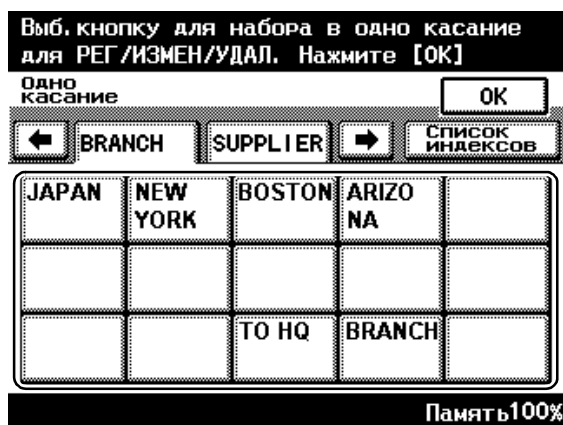 Выб.кнопку для набора в одно касание
для РЕГ/ИЗМЕН/УДАЛ. Нажмите [OK]
Одно
касание
OK
BRANCH
SUPPLIER
Список
индексов
JAPAN
NEW
YORK
BOSTON
ARIZO
NA
TO HQ
BRANCH
Память100%